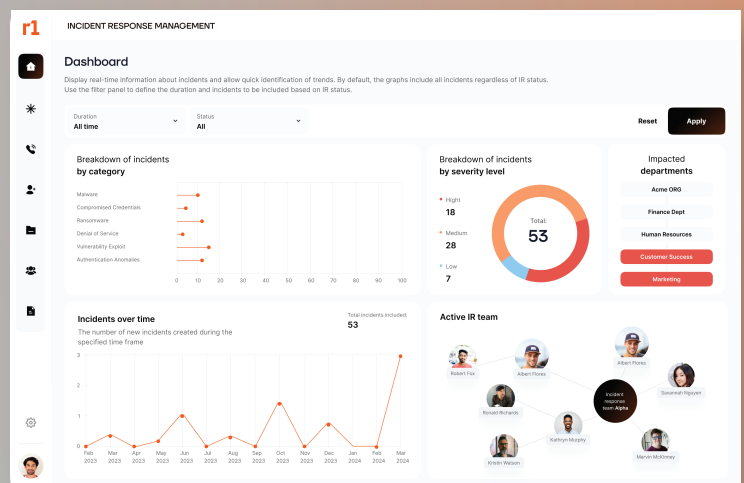 r1
INCIDENT RESPONSE MANAGEMENT
Dashboard
Display real-time information about incidents and allow quick identification of trends. By default, the graphs include all incidents regardless of IR status.
Use the filter panel to define the duration and incidents to be included based on IR status.
Duration
All time
Status
All
Reset
Apply
Breakdown of incidents
by category
Malware
Compromised Credentials
Ransomware
Denial of Service
Vulnerability Exploit
Authentication Anomalies
0 10 20 30 40 50 60 70 80 90 100
Breakdown of incidents
by severity level
Hight
18
Medium
28
Low
7
Total:
53
Impacted
departments
Acme ORG
Finance Dept
Human Resources
Customer Success
Marketing
Incidents over time
The number of new incidents created during the
specified time frame
Total incidents included:
53
3
2
1
0
Feb Mar Apr May Jun Jul Aug Sep Oct Nov Dec Jan Feb Mar
2023 2023 2023 2023 2023 2023 2023 2023 2023 2023 2023 2024 2024 2024
Active IR team
Robert Fox
Albert Flores
Albert Flores
Savannah Nguyen
Ronald Richards
Incident
response
team Alpha
Kathryn Murphy
Kristin Watson
Marvin McKinney